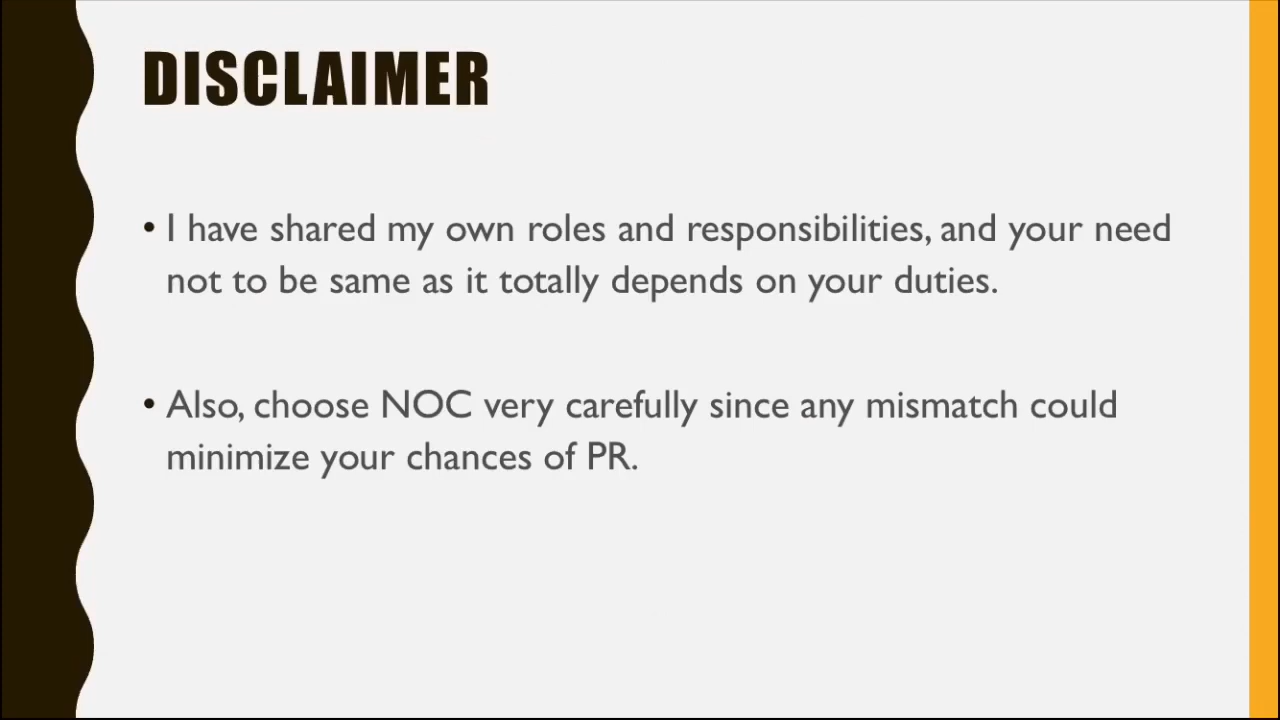 DISCLAIMER
• I have shared my own roles and responsibilities, and your need
not to be same as it totally depends on your duties.
• Also, choose NOC very carefully since any mismatch could
minimize your chances of PR.